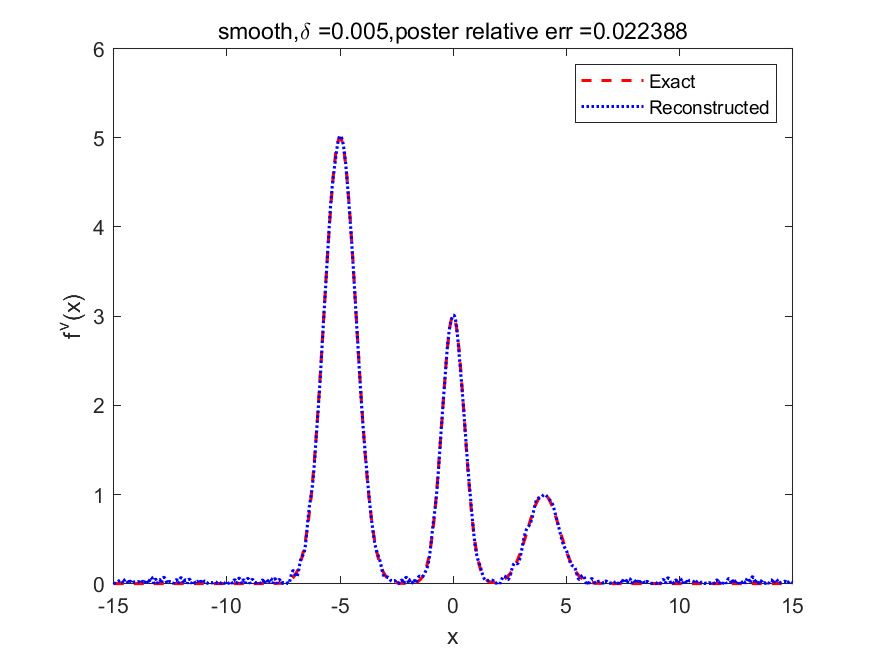 smooth,δ =0.005,poster relative err =0.022388
6
5
4
3
2
1
0
fᵛ(x)
Exact
Reconstructed
-15
-10
-5
0
5
10
15
x